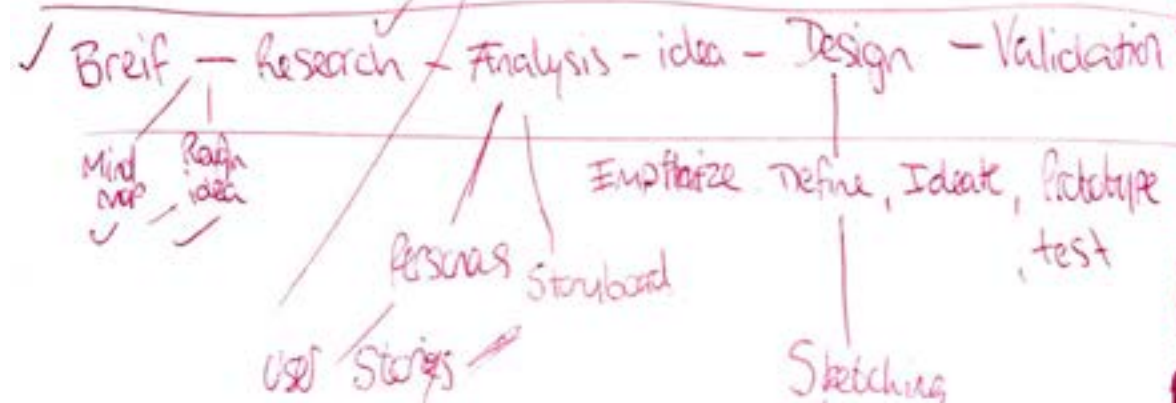 ✓ Breif — Research ✓ - Analysis - idea - Design - Validation
Mind map ✓ Rough idea ✓
Empthaize Define, Ideate, Prototype
, test
Personas Storyboard
User Stories
Sketching